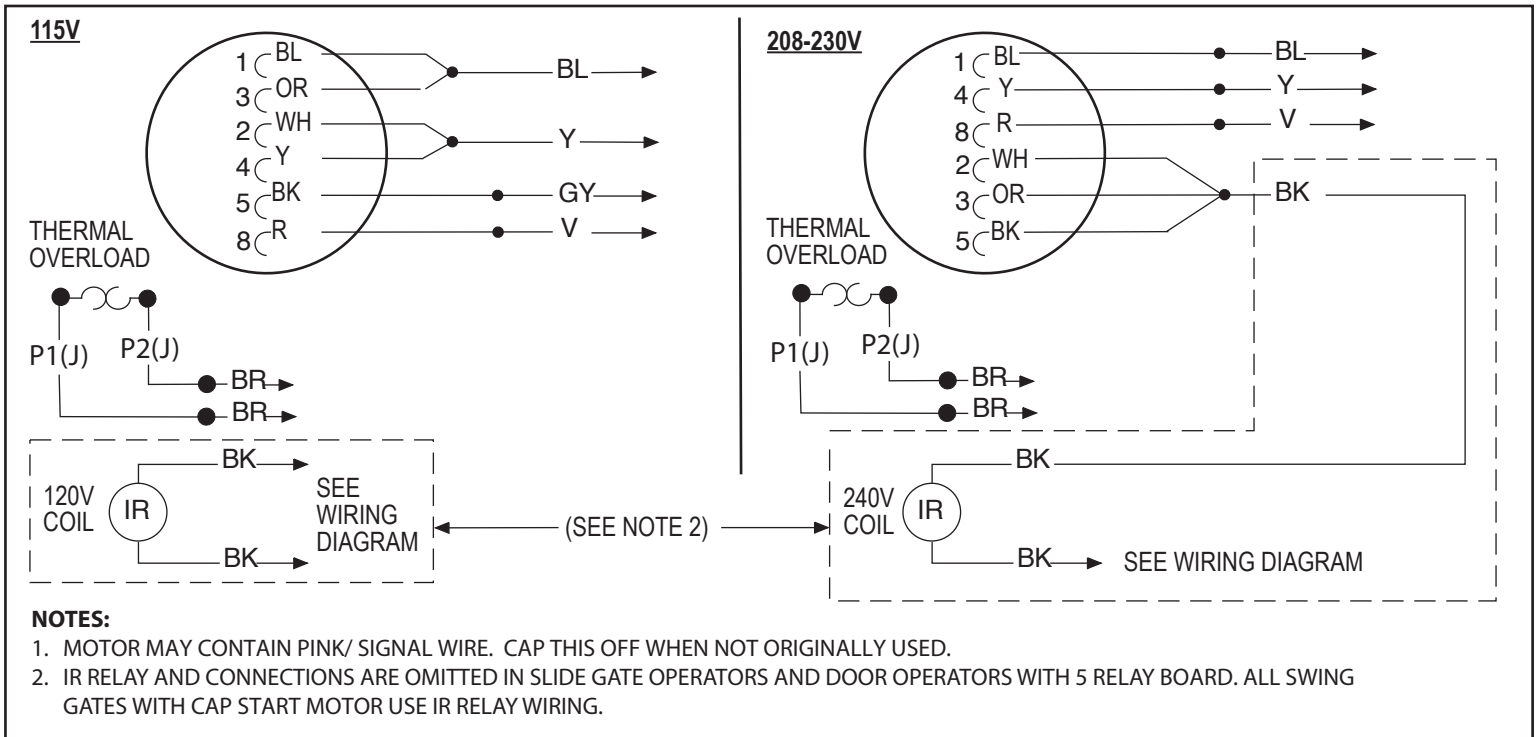 115V
1 BL
3 OR
2 WH
4 Y
5 BK
8 R
BL
Y
GY
V
THERMAL
OVERLOAD
P1(J)
P2(J)
BR
BR
BK
120V
COIL
IR
SEE
WIRING
DIAGRAM
BK
(SEE NOTE 2)
208-230V
1 BL
4 Y
8 R
2 WH
3 OR
5 BK
BL
Y
V
BK
THERMAL
OVERLOAD
P1(J)
P2(J)
BR
BR
BK
240V
COIL
IR
BK
SEE WIRING DIAGRAM
NOTES:
1. MOTOR MAY CONTAIN PINK/ SIGNAL WIRE. CAP THIS OFF WHEN NOT ORIGINALLY USED.
2. IR RELAY AND CONNECTIONS ARE OMITTED IN SLIDE GATE OPERATORS AND DOOR OPERATORS WITH 5 RELAY BOARD. ALL SWING
GATES WITH CAP START MOTOR USE IR RELAY WIRING.